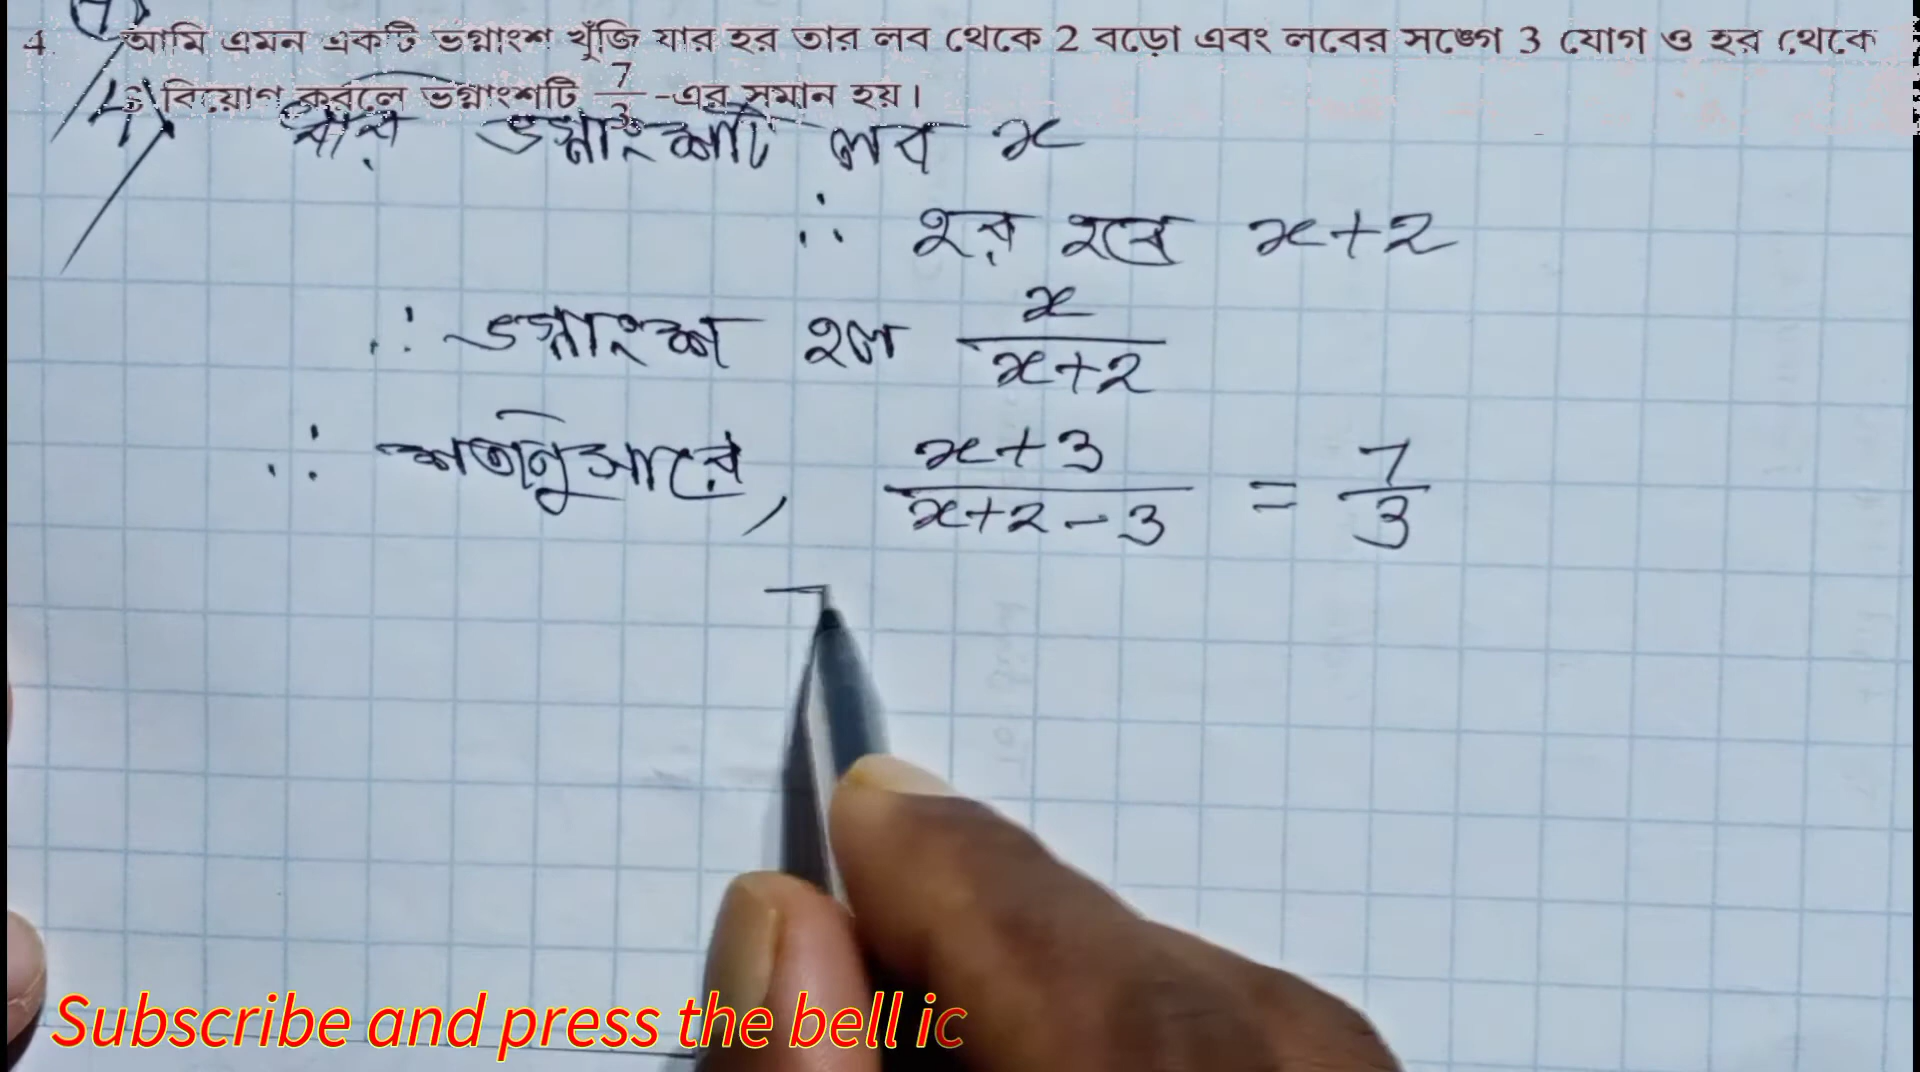 4. আমি এমন একটি ভগ্নাংশ খুঁজি যার হর তার লব থেকে 2 বড়ো এবং লবের সঙ্গে 3 যোগ ও হর থেকে
3 বিয়োগ করলে ভগ্নাংশটি 7/3 -এর সমান হয়।
4) ধরি ভগ্নাংশটি লব x
∴ হর হবে x+2
∴ ভগ্নাংশ হল x/(x+2)
∴ শর্তানুসারে, (x+3)/(x+2-3) = 7/3
Subscribe and press the bell ic